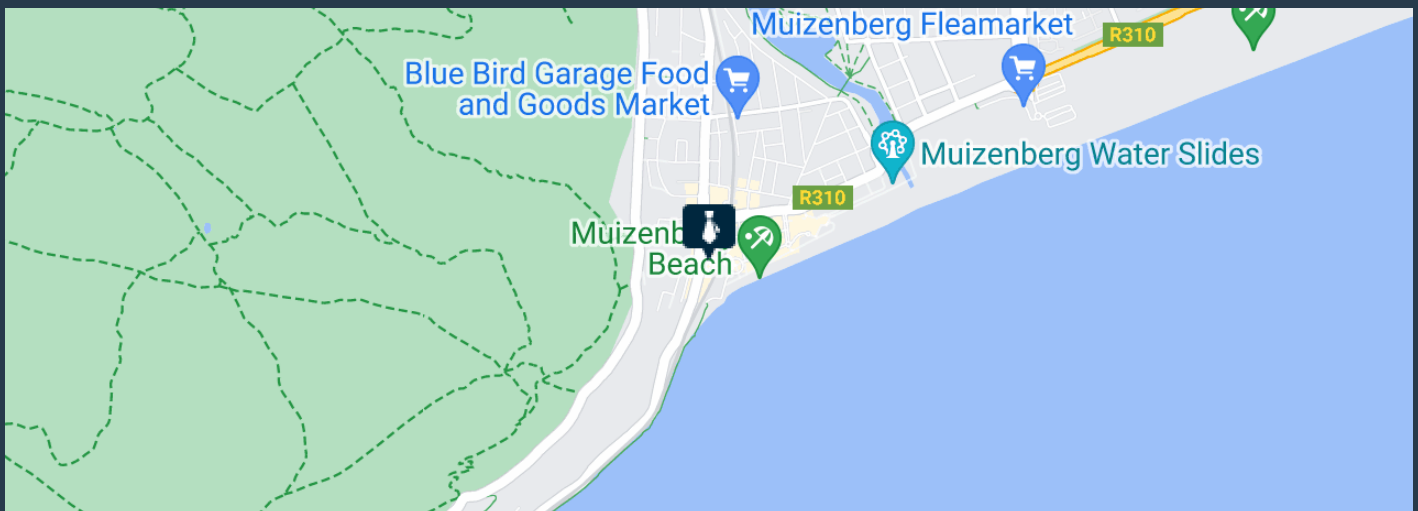 Muizenberg Fleamarket
R310
Blue Bird Garage Food
and Goods Market
Muizenberg Water Slides
R310
Beach